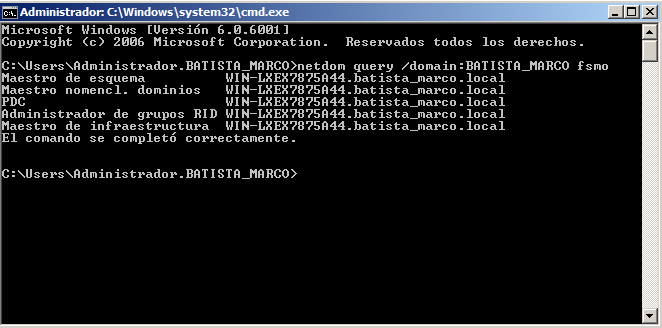 Administrador: C:\Windows\system32\cmd.exe
Microsoft Windows [Versión 6.0.6001]
Copyright (c) 2006 Microsoft Corporation.  Reservados todos los derechos.
C:\Users\Administrador.BATISTA_MARCO>netdom query /domain:BATISTA_MARCO fsmo
Maestro de esquema          WIN-LXEX7875A44.batista_marco.local
Maestro nomencl. dominios   WIN-LXEX7875A44.batista_marco.local
PDC                         WIN-LXEX7875A44.batista_marco.local
Administrador de grupos RID WIN-LXEX7875A44.batista_marco.local
Maestro de infraestructura  WIN-LXEX7875A44.batista_marco.local
El comando se completó correctamente.
C:\Users\Administrador.BATISTA_MARCO>